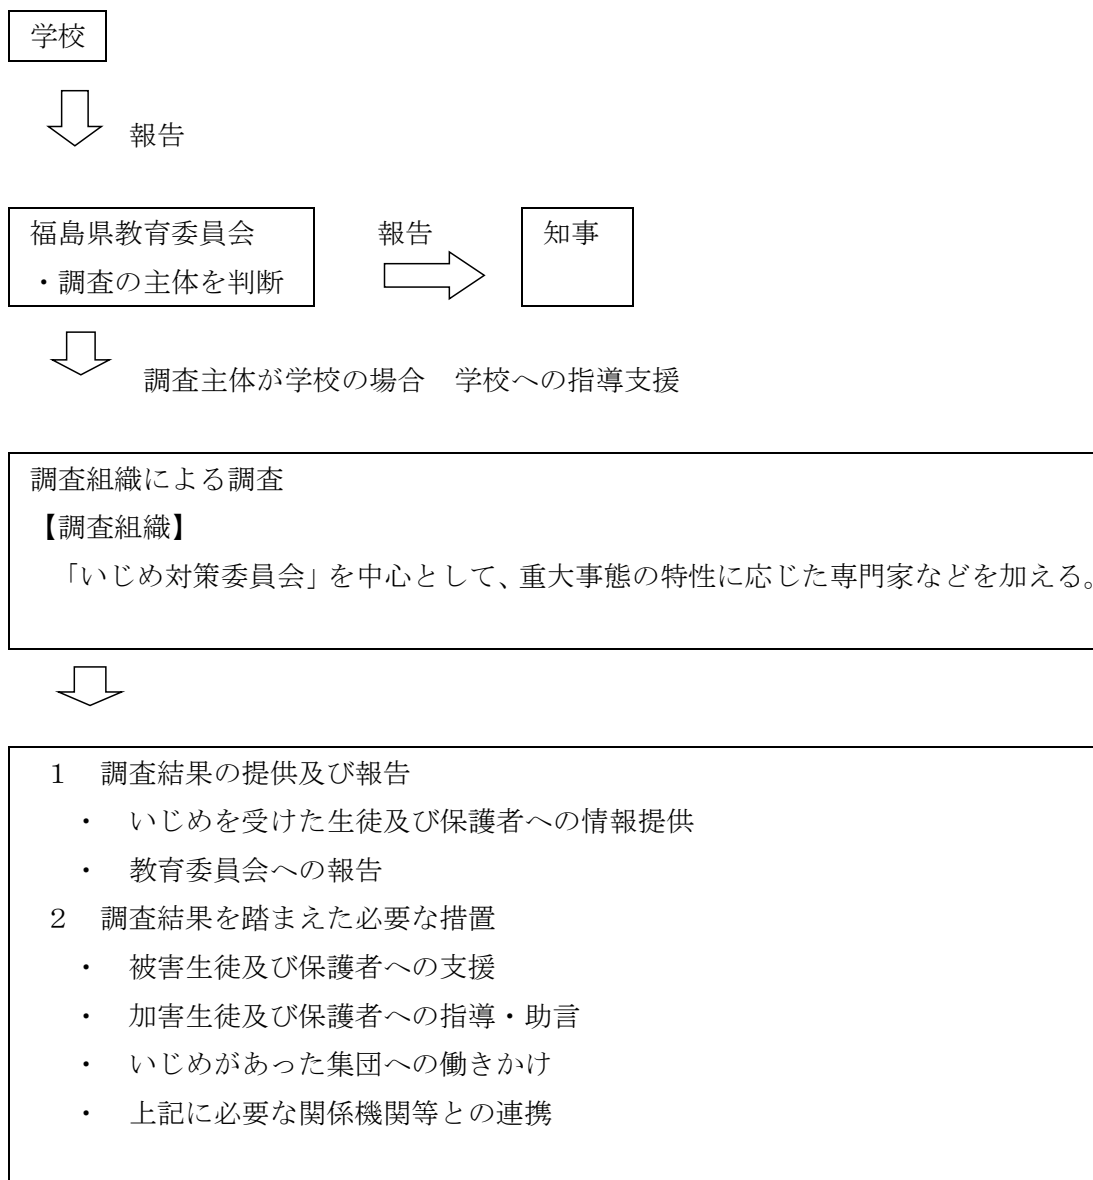 学校
報告
福島県教育委員会
・調査の主体を判断
報告
知事
調査主体が学校の場合　学校への指導支援
調査組織による調査
【調査組織】
「いじめ対策委員会」を中心として、重大事態の特性に応じた専門家などを加える。
１　調査結果の提供及び報告
・　いじめを受けた生徒及び保護者への情報提供
・　教育委員会への報告
２　調査結果を踏まえた必要な措置
・　被害生徒及び保護者への支援
・　加害生徒及び保護者への指導・助言
・　いじめがあった集団への働きかけ
・　上記に必要な関係機関等との連携